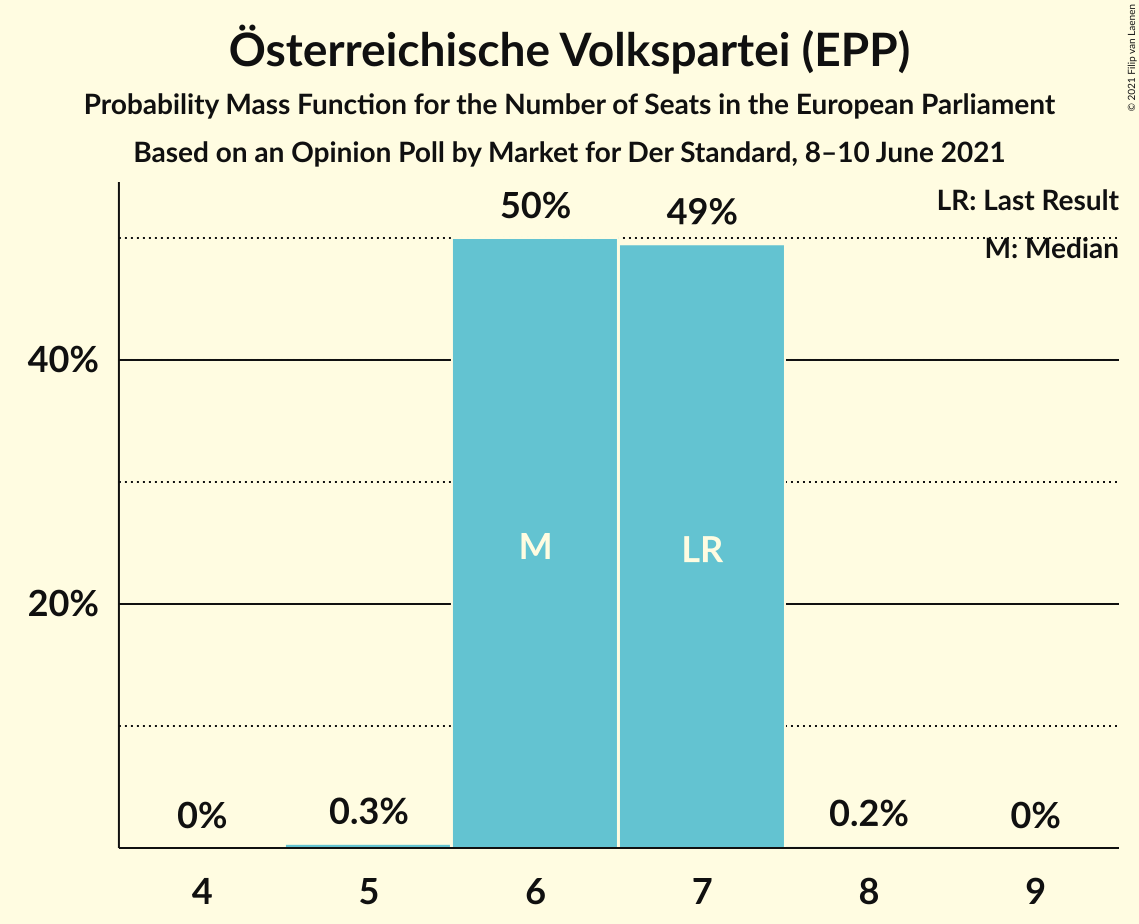 Österreichische Volkspartei (EPP)
Probability Mass Function for the Number of Seats in the European Parliament
Based on an Opinion Poll by Market for Der Standard, 8–10 June 2021
© 2021 Filip van Laenen
LR: Last Result
M: Median
50%
49%
40%
20%
M
LR
0%
0.3%
0.2%
0%
4
5
6
7
8
9